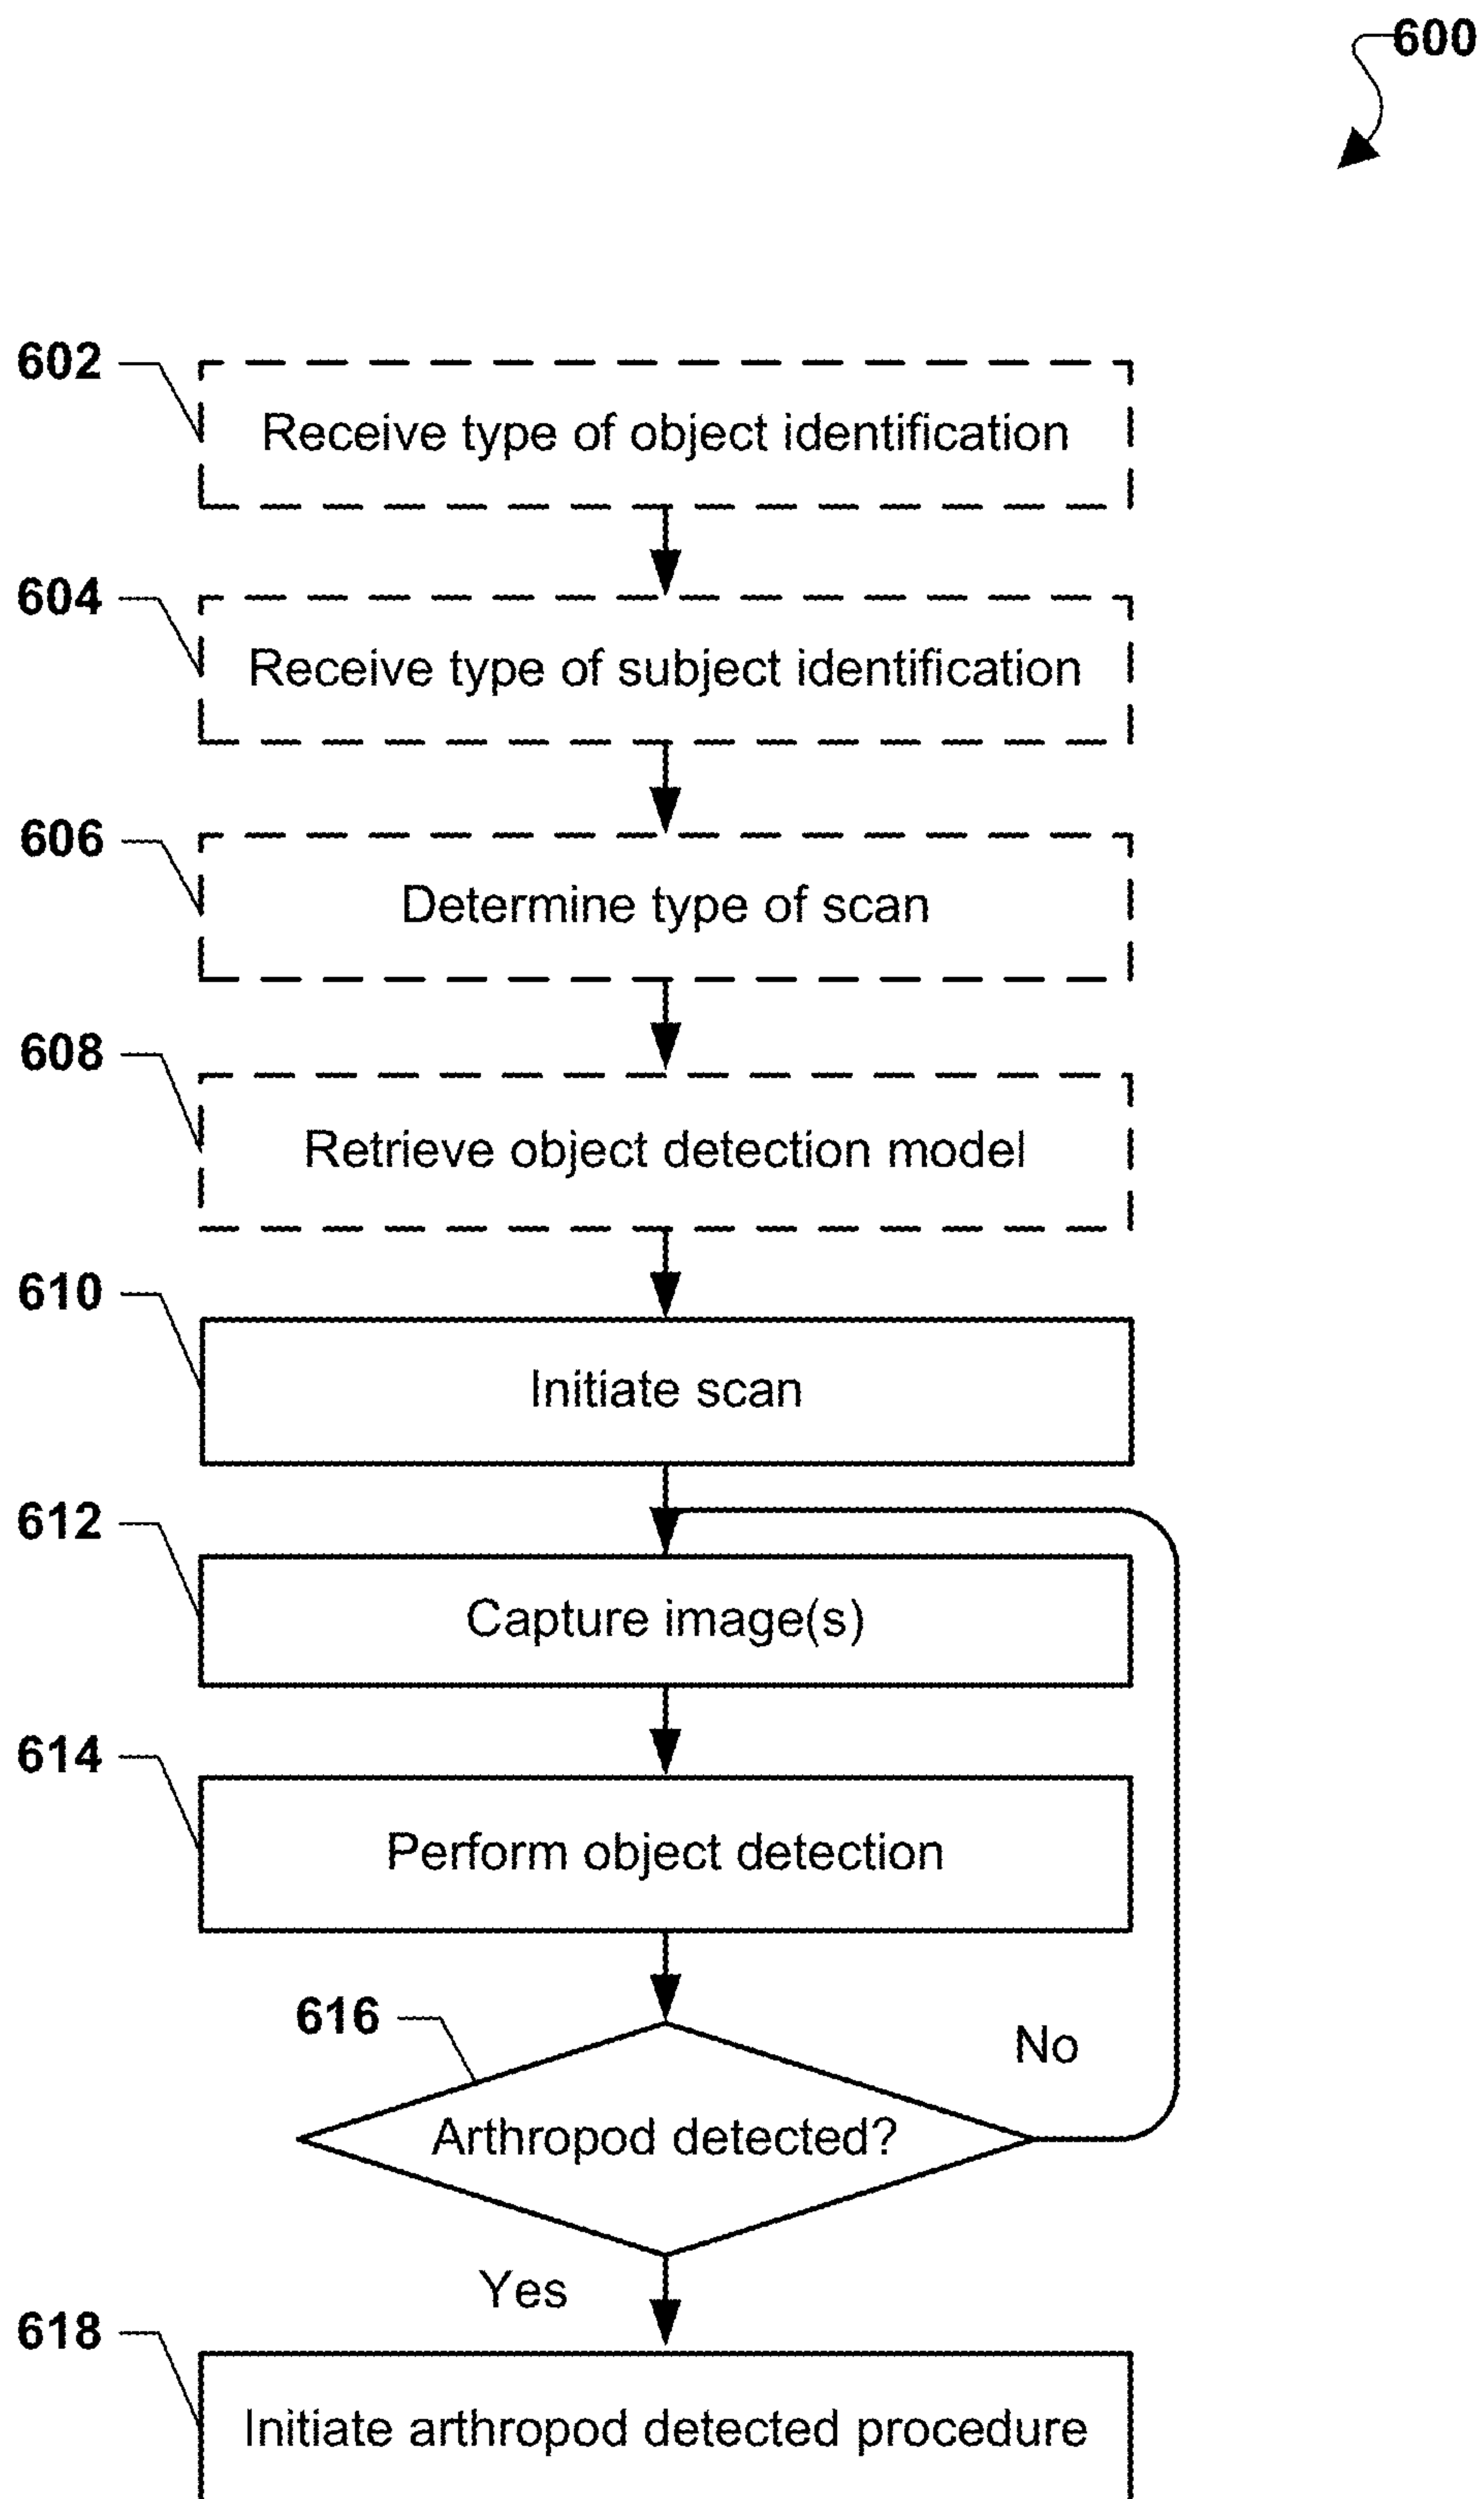 600
602
Receive type of object identification
604
Receive type of subject identification
606
Determine type of scan
608
Retrieve object detection model
610
Initiate scan
612
Capture image(s)
614
Perform object detection
616
No
Arthropod detected?
Yes
618
Initiate arthropod detected procedure